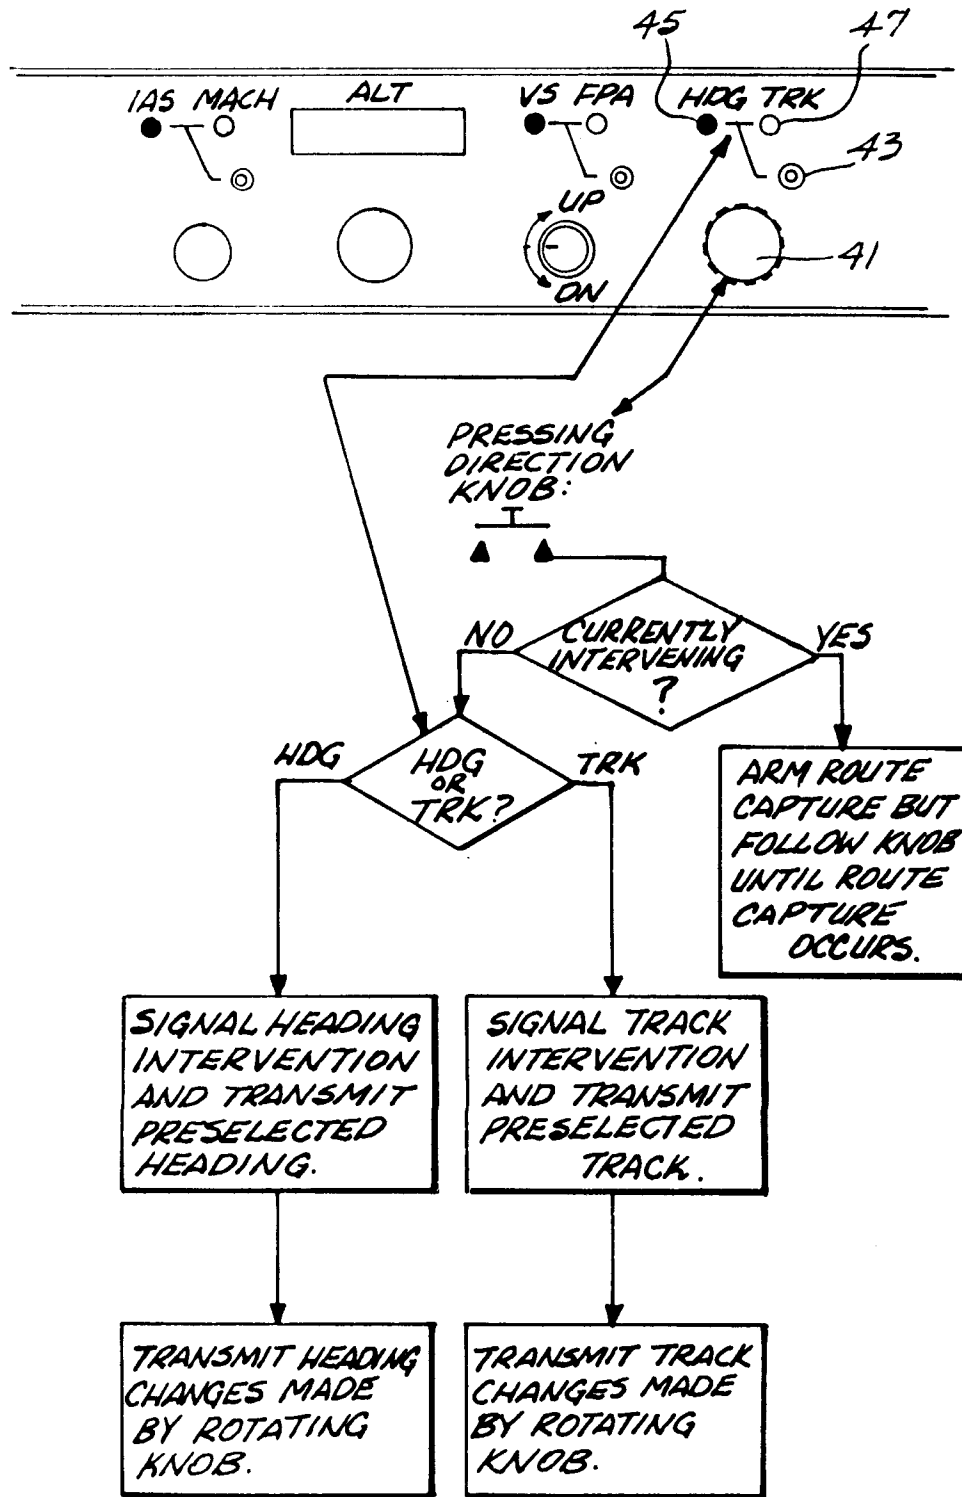 45 47
IAS MACH ALT VS FPA HDG TRK
43
UP
41
DN
PRESSING
DIRECTION
KNOB:
NO CURRENTLY YES
INTERVENING
?
HDG HDG TRK
OR
TRK?
ARM ROUTE
CAPTURE BUT
FOLLOW KNOB
UNTIL ROUTE
CAPTURE
OCCURS.
SIGNAL HEADING
INTERVENTION
AND TRANSMIT
PRESELECTED
HEADING.
SIGNAL TRACK
INTERVENTION
AND TRANSMIT
PRESELECTED
TRACK.
TRANSMIT HEADING
CHANGES MADE
BY ROTATING
KNOB.
TRANSMIT TRACK
CHANGES MADE
BY ROTATING
KNOB.